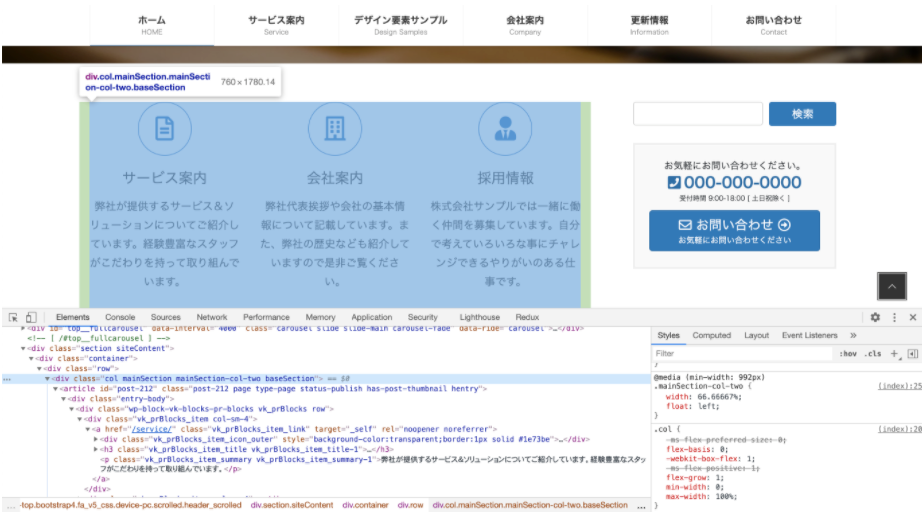 ホーム
HOME
サービス案内
Service
デザイン要素サンプル
Design Samples
会社案内
Company
更新情報
Information
お問い合わせ
Contact
div.col.mainSection.mainSecti
on-col-two.baseSection
760 × 1780.14
サービス案内
弊社が提供するサービス＆ソ
リューションについてご紹介し
ています。経験豊富なスタッフ
がこだわりを持って取り組んで
います。
会社案内
弊社代表挨拶や会社の基本情
報について記載しています。ま
た、弊社の歴史なども紹介して
いますので是非ご覧くださ
い。
採用情報
株式会社サンプルでは一緒に働
く仲間を募集しています。自分
で考えていろいろな事にチャレ
ンジできるやりがいのある仕
事です。
検索
お気軽にお問い合わせください。
000-000-0000
受付時間 9:00-18:00 [ 土日祝除く ]
お問い合わせ
お気軽にお問い合わせください
Elements Console Sources Network Performance Memory Application Security Lighthouse Redux
<div id="top__fullcarousel" data-interval="4000" class="carousel slide slide-main carousel-fade" data-ride="carousel">…</div>
<!-- [ /#top__fullcarousel ] -->
<div class="section siteContent">
<div class="container">
<div class="row">
<div class="col mainSection mainSection-col-two baseSection"> == $0
<article id="post-212" class="post-212 page type-page status-publish has-post-thumbnail hentry">
<div class="entry-body">
<div class="wp-block-vk-blocks-pr-blocks vk_prBlocks row">
<div class="vk_prBlocks_item col-sm-4">
<a href="/service/" class="vk_prBlocks_item_link" target="_self" rel="noopener noreferrer">
<div class="vk_prBlocks_item_icon_outer" style="background-color:transparent;border:1px solid #1e73be">…</div>
<h3 class="vk_prBlocks_item_title vk_prBlocks_item_title-1">…</h3>
<p class="vk_prBlocks_item_summary vk_prBlocks_item_summary-1">弊社が提供するサービス＆ソリューションについてご紹介しています。経験豊富なスタッ
フがこだわりを持って取り組んでいます。</p>
</a>
</div>
-top.bootstrap4.fa_v5_css.device-pc.scrolled.header_scrolled div.section.siteContent div.container div.row div.col.mainSection.mainSection-col-two.baseSection ...
Styles Computed Layout Event Listeners »
Filter :hov .cls +
}
@media (min-width: 992px)
.mainSection-col-two { (index):25
width: 66.66667%;
float: left;
}
.col { (index):20
-ms-flex-preferred-size: 0;
flex-basis: 0;
-webkit-box-flex: 1;
-ms-flex-positive: 1;
flex-grow: 1;
min-width: 0;
max-width: 100%;
}